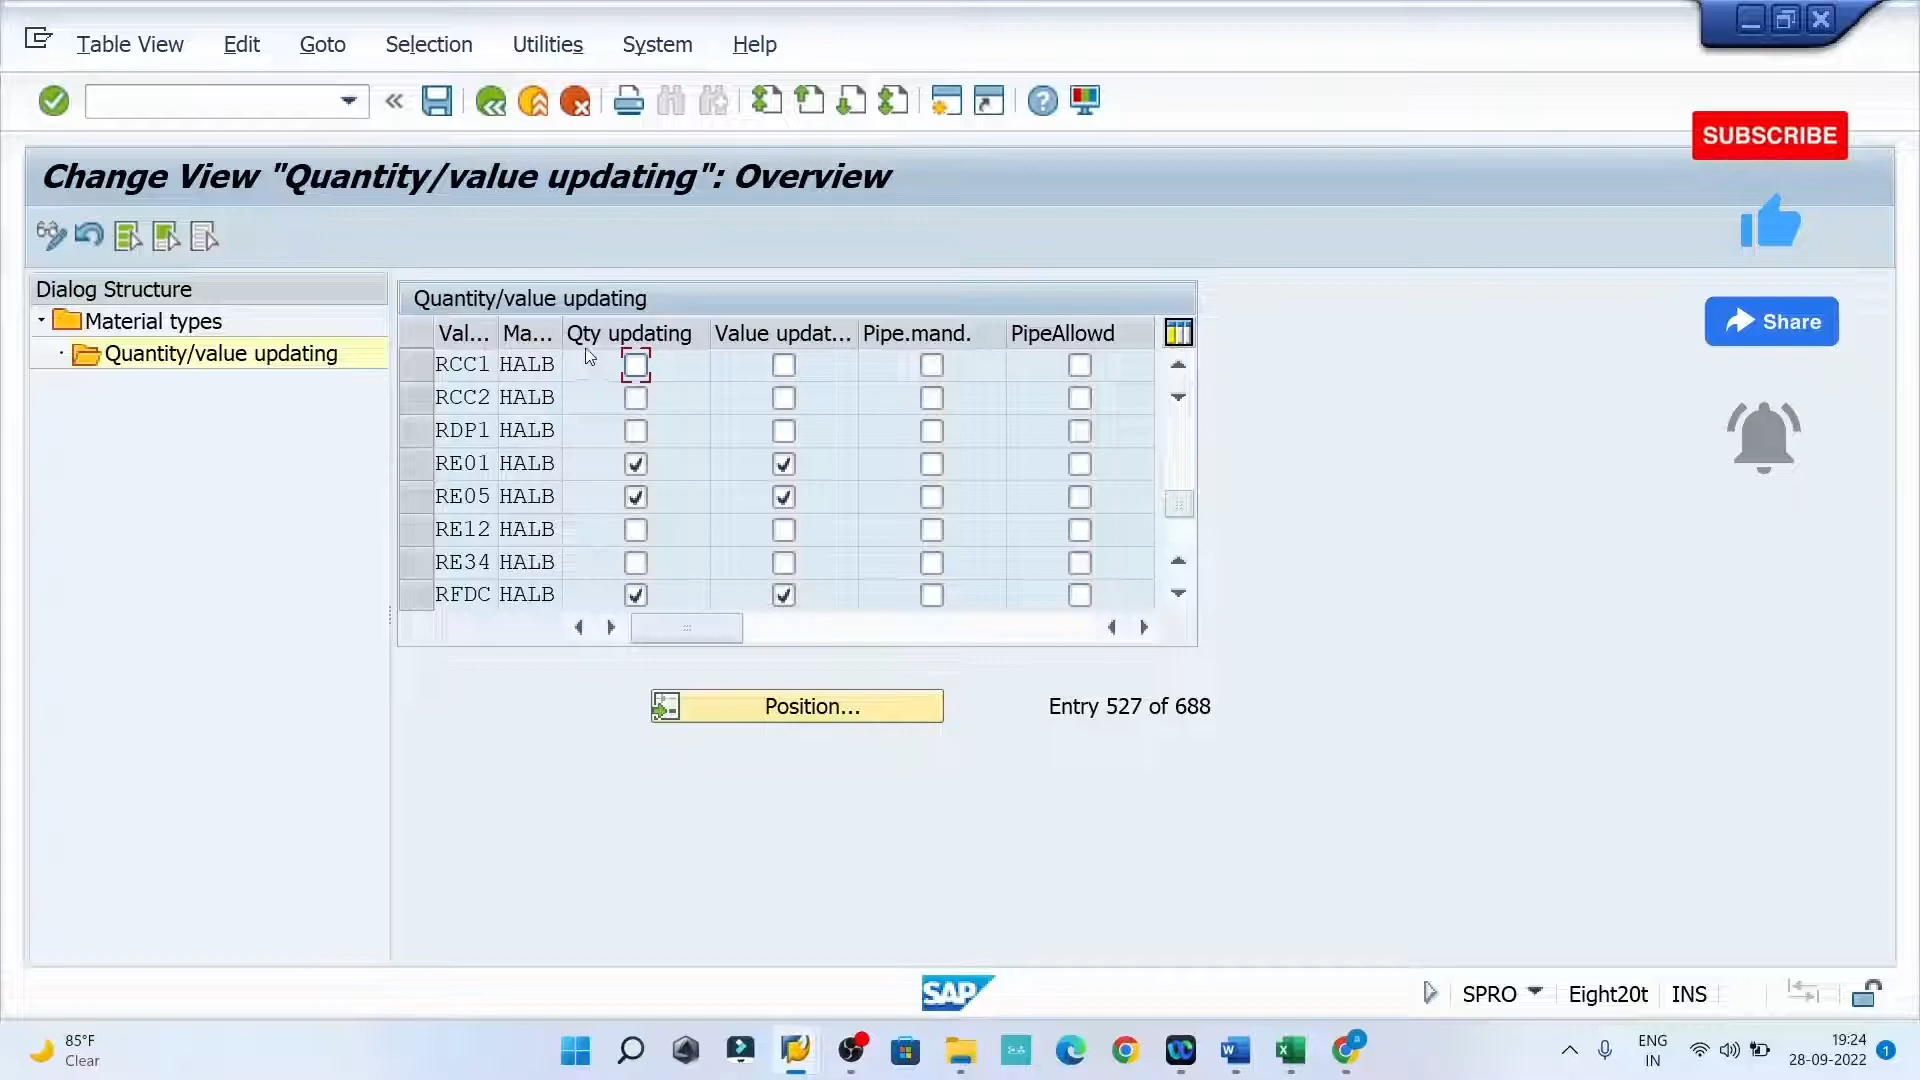 Table View Edit Goto Selection Utilities System Help
SUBSCRIBE
Change View "Quantity/value updating": Overview
Dialog Structure
Material types
Quantity/value updating
Quantity/value updating
Val... Ma... Qty updating Value updat... Pipe.mand. PipeAllowd
RCC1 HALB
RCC2 HALB
RDP1 HALB
RE01 HALB
RE05 HALB
RE12 HALB
RE34 HALB
RFDC HALB
Share
Position... Entry 527 of 688
SAP
SPRO Eight20t INS
85°F
Clear
ENG
IN
19:24
28-09-2022
1